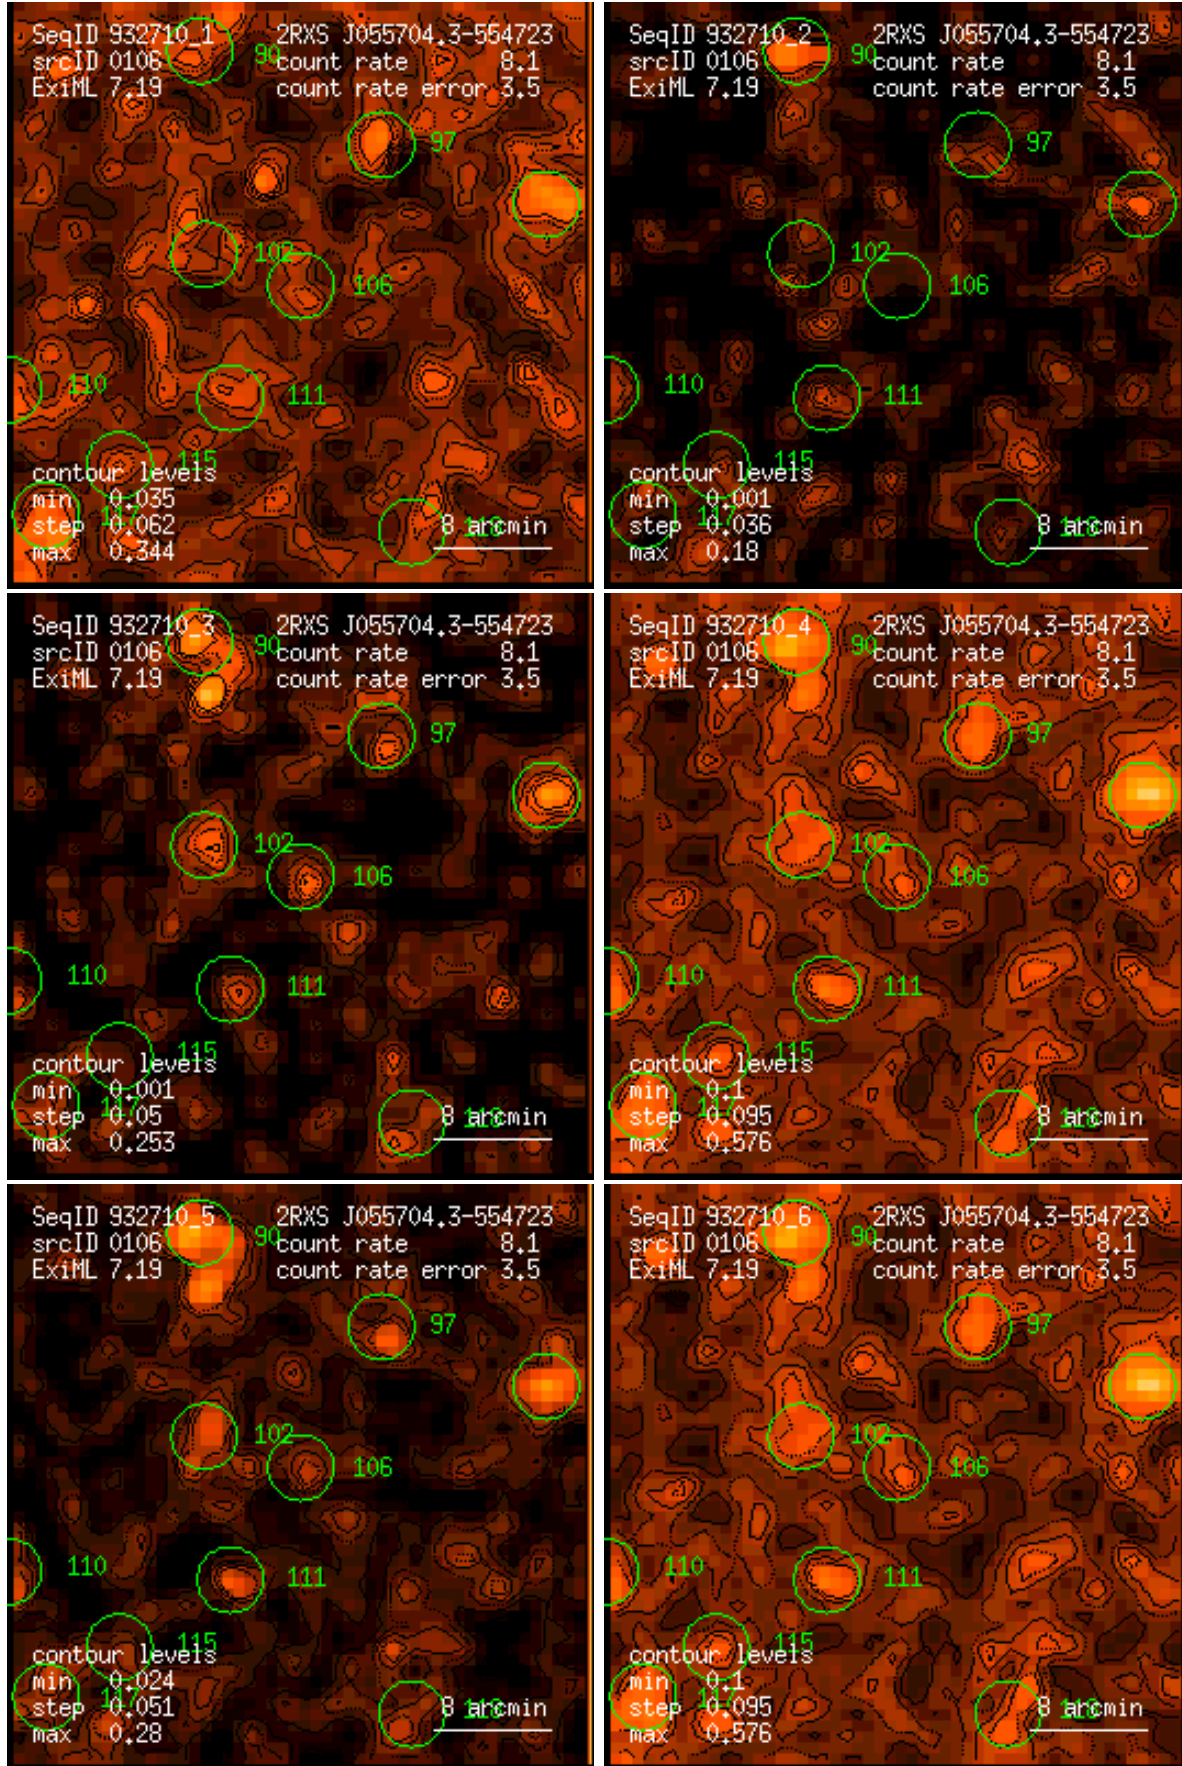 SeqID 932710_1 2RXS J055704.3-554723
srcID 0106 90 count rate 8.1
ExiML 7.19 count rate error 3.5
97
102
106
110
111
115
contour levels
min 0.035
step 0.062 8 arcmin
max 0.344
SeqID 932710_2 2RXS J055704.3-554723
srcID 0106 90 count rate 8.1
ExiML 7.19 count rate error 3.5
97
102
106
110
111
115
contour levels
min 0.001
step 0.036 8 arcmin
max 0.18
SeqID 932710_3 2RXS J055704.3-554723
srcID 0106 90 count rate 8.1
ExiML 7.19 count rate error 3.5
97
102
106
110
111
115
contour levels
min 0.001
step 0.05 8 arcmin
max 0.253
SeqID 932710_4 2RXS J055704.3-554723
srcID 0106 90 count rate 8.1
ExiML 7.19 count rate error 3.5
97
102
106
110
111
115
contour levels
min 0.1
step 0.095 8 arcmin
max 0.576
SeqID 932710_5 2RXS J055704.3-554723
srcID 0106 90 count rate 8.1
ExiML 7.19 count rate error 3.5
97
102
106
110
111
115
contour levels
min 0.024
step 0.051 8 arcmin
max 0.28
SeqID 932710_6 2RXS J055704.3-554723
srcID 0106 90 count rate 8.1
ExiML 7.19 count rate error 3.5
97
102
106
110
111
115
contour levels
min 0.1
step 0.095 8 arcmin
max 0.576